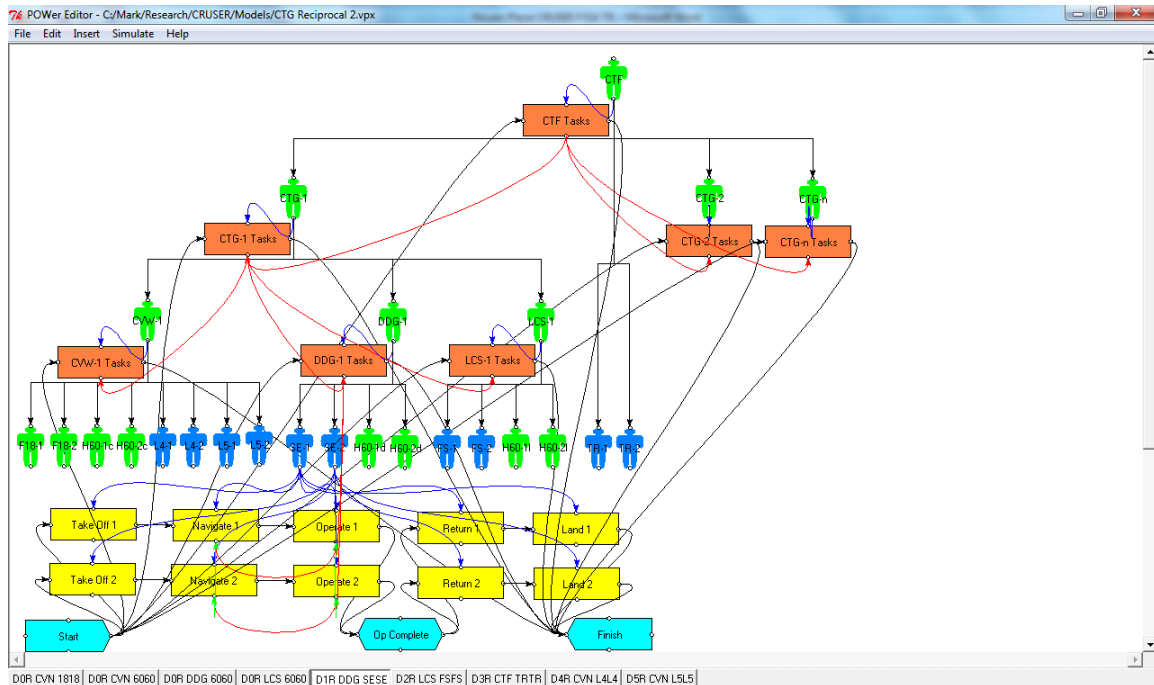 POWer Editor - C:/Mark/Research/CRUSER/Models/CTG Reciprocal 2.vpx
File Edit Insert Simulate Help
CTF
CTF Tasks
CTG-1 CTG-2 CTG-n
CTG-1 Tasks CTG-2 Tasks CTG-n Tasks
CVW-1 DDG-1 LCS-1
CVW-1 Tasks DDG-1 Tasks LCS-1 Tasks
F18-1 F18-2 H60-1c H60-2c L4-1 L4-2 L5-1 L5-2 SE-1 SE-2 H60-1d H60-2d FS-1 FS-2 H60-1l H60-2l TR-1 TR-2
Take Off 1 Navigate 1 Operate 1 Return 1 Land 1
Take Off 2 Navigate 2 Operate 2 Return 2 Land 2
Start Op Complete Finish
D0R CVN 1818 D0R CVN 6060 D0R DDG 6060 D0R LCS 6060 D1R DDG SESE D2R LCS FSFS D3R CTF TRTR D4R CVN L4L4 D5R CVN L5L5